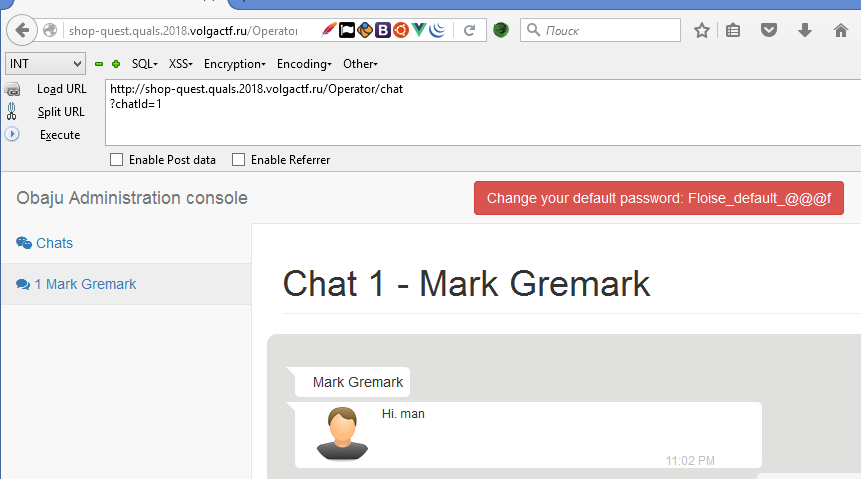 shop-quest.quals.2018.volgactf.ru/Operator
Поиск
INT SQL- XSS- Encryption- Encoding- Other-
Load URL
Split URL
Execute
http://shop-quest.quals.2018.volgactf.ru/Operator/chat
?chatId=1
Enable Post data Enable Referrer
Obaju Administration console
Change your default password: Floise_default_@@@f
Chats
1 Mark Gremark
Chat 1 - Mark Gremark
Mark Gremark
Hi. man
11:02 PM